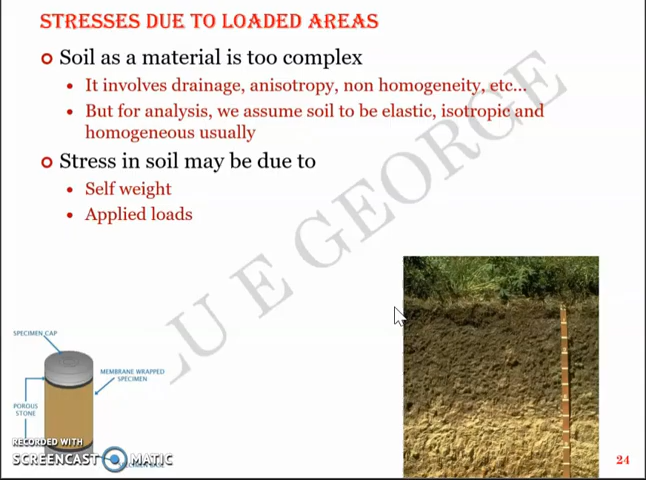 STRESSES DUE TO LOADED AREAS
Soil as a material is too complex
It involves drainage, anisotropy, non homogeneity, etc...
But for analysis, we assume soil to be elastic, isotropic and
homogeneous usually
Stress in soil may be due to
Self weight
Applied loads
LU E GEORGE
SPECIMEN CAP
MEMBRANE WRAPPED
SPECIMEN
POROUS
STONE
RECORDED WITH
SCREENCAST MATIC
24